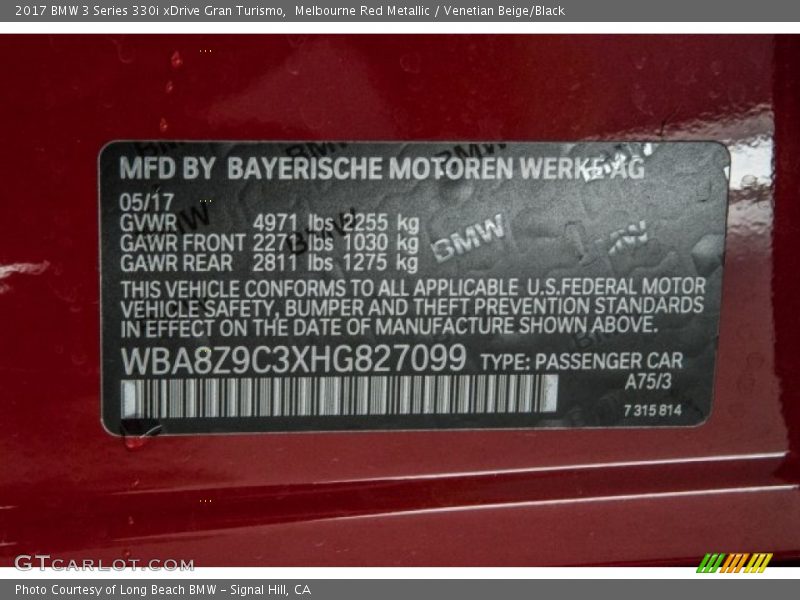 2017 BMW 3 Series 330i xDrive Gran Turismo, Melbourne Red Metallic / Venetian Beige/Black
MFD BY BAYERISCHE MOTOREN WERKE AG
05/17
GVWR 4971 lbs 2255 kg
GAWR FRONT 2271 lbs 1030 kg
GAWR REAR 2811 lbs 1275 kg
BMW
THIS VEHICLE CONFORMS TO ALL APPLICABLE U.S.FEDERAL MOTOR
VEHICLE SAFETY, BUMPER AND THEFT PREVENTION STANDARDS
IN EFFECT ON THE DATE OF MANUFACTURE SHOWN ABOVE.
WBA8Z9C3XHG827099 TYPE: PASSENGER CAR
A75/3
7 315 814
GTCARLOT.COM
Photo Courtesy of Long Beach BMW - Signal Hill, CA